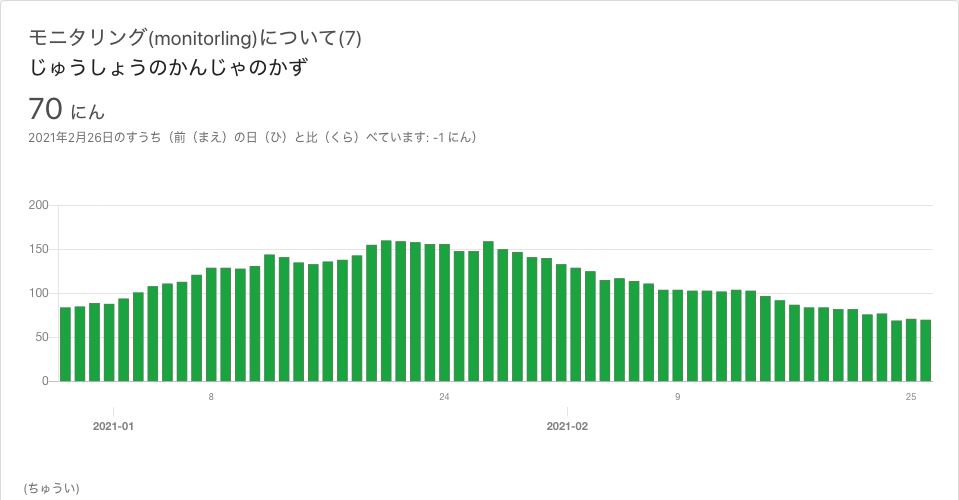 モニタリング(monitorling)について(7)
じゅうしょうのかんじゃのかず
70 にん
2021年2月26日のすうち（前（まえ）の日（ひ）と比（くら）べています: -1 にん）
200
150
100
50
0
8 24 9 25
2021-01 2021-02
(ちゅうい)